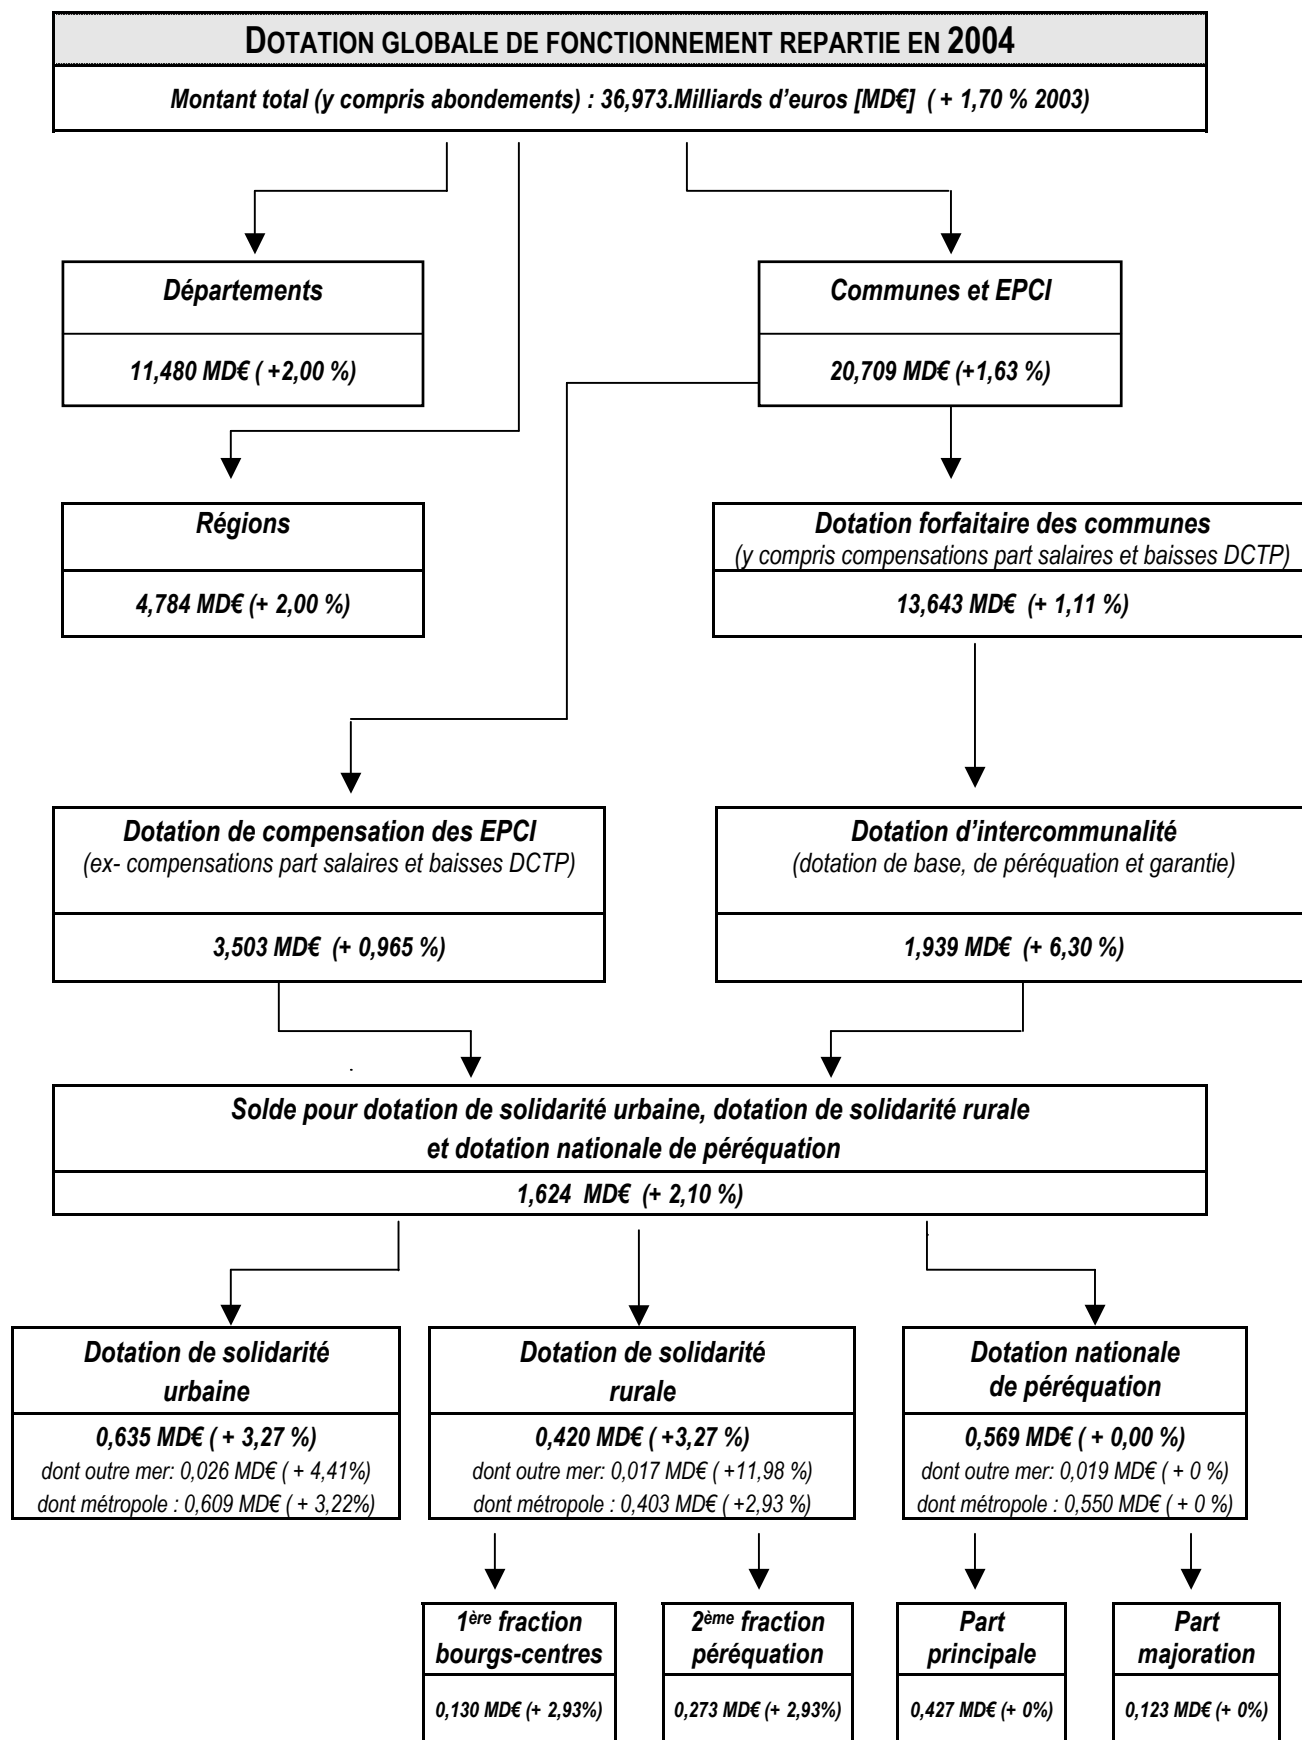 DOTATION GLOBALE DE FONCTIONNEMENT REPARTIE EN 2004
Montant total (y compris abondements) : 36,973.Milliards d'euros [MD€] ( + 1,70 % 2003)
Départements
11,480 MD€ ( +2,00 %)
Communes et EPCI
20,709 MD€ (+1,63 %)
Régions
4,784 MD€ (+ 2,00 %)
Dotation forfaitaire des communes
(y compris compensations part salaires et baisses DCTP)
13,643 MD€ (+ 1,11 %)
Dotation de compensation des EPCI
(ex- compensations part salaires et baisses DCTP)
3,503 MD€ (+ 0,965 %)
Dotation d'intercommunalité
(dotation de base, de péréquation et garantie)
1,939 MD€ (+ 6,30 %)
Solde pour dotation de solidarité urbaine, dotation de solidarité rurale
et dotation nationale de péréquation
1,624 MD€ (+ 2,10 %)
Dotation de solidarité
urbaine
0,635 MD€ ( + 3,27 %)
dont outre mer: 0,026 MD€ ( + 4,41%)
dont métropole : 0,609 MD€ ( + 3,22%)
Dotation de solidarité
rurale
0,420 MD€ ( +3,27 %)
dont outre mer: 0,017 MD€ ( +11,98 %)
dont métropole : 0,403 MD€ ( +2,93 %)
Dotation nationale
de péréquation
0,569 MD€ ( + 0,00 %)
dont outre mer: 0,019 MD€ ( + 0 %)
dont métropole : 0,550 MD€ ( + 0 %)
1ère fraction
bourgs-centres
0,130 MD€ (+ 2,93%)
2ème fraction
péréquation
0,273 MD€ (+ 2,93%)
Part
principale
0,427 MD€ (+ 0%)
Part
majoration
0,123 MD€ (+ 0%)